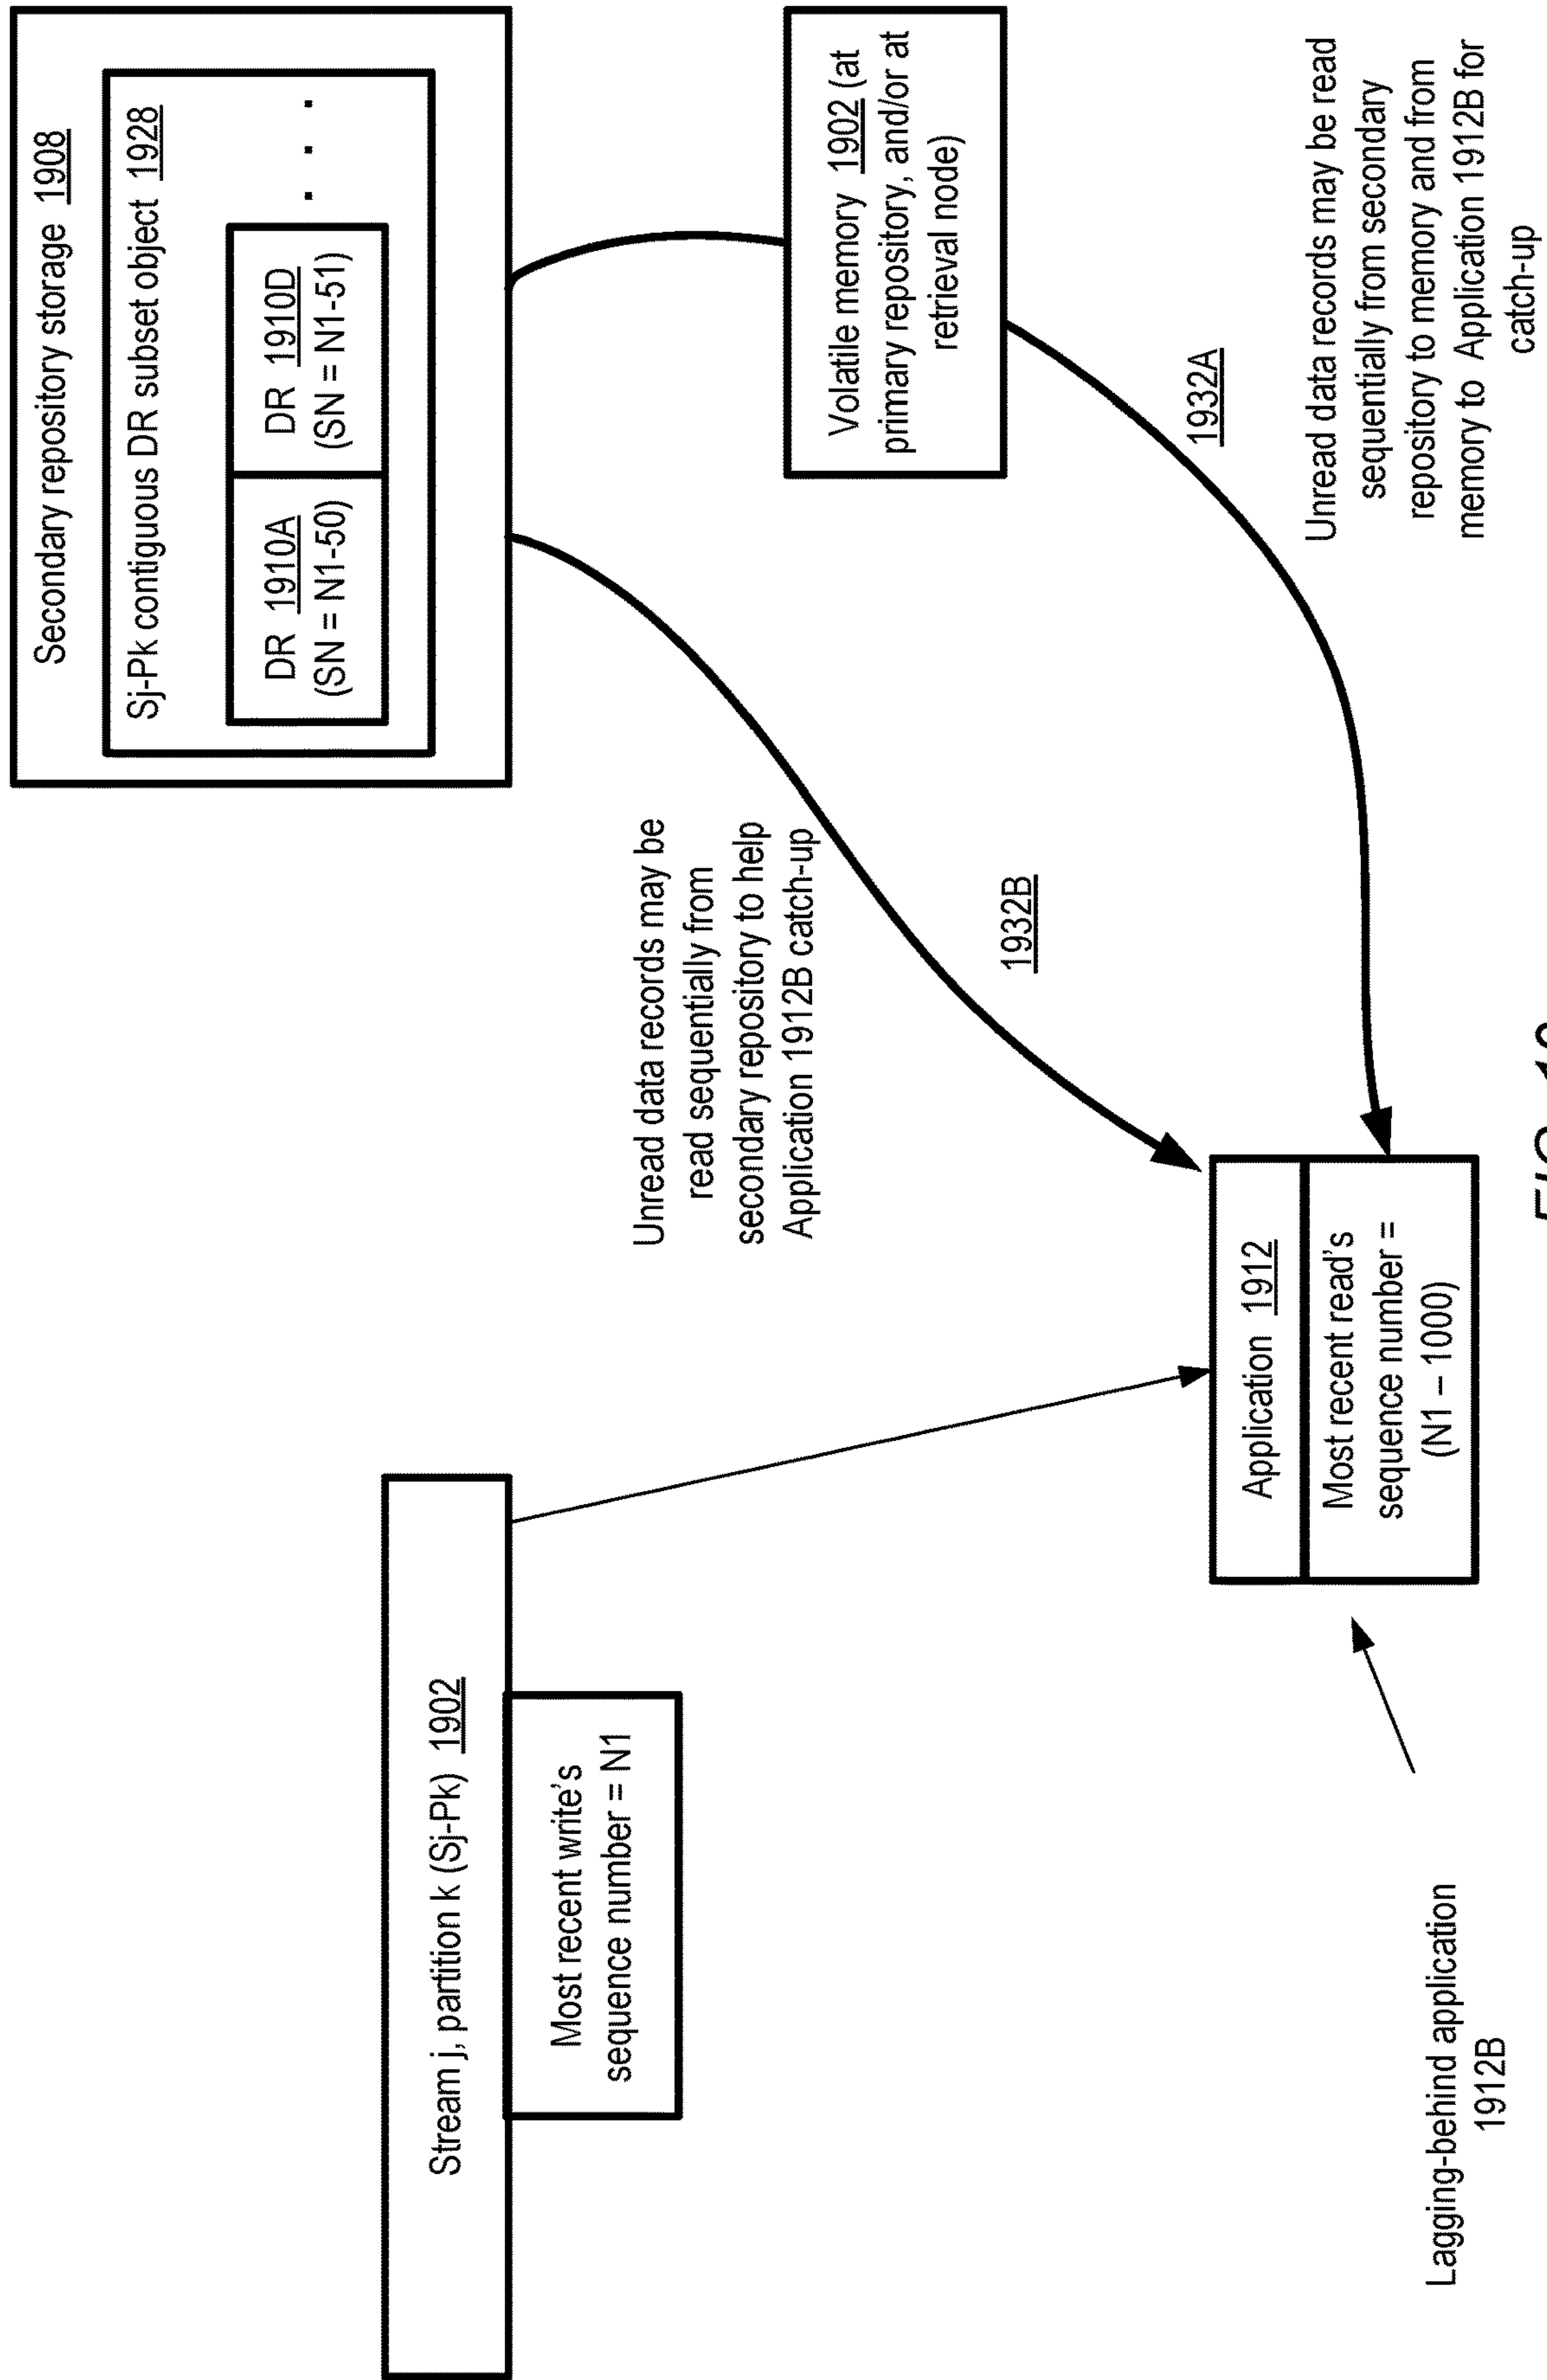 Stream j, partition k (Sj-Pk) 1902
Most recent write's
sequence number = N1
Secondary repository storage 1908
Sj-Pk contiguous DR subset object 1928
DR 1910A
(SN = N1-50)
DR 1910D
(SN = N1-51)
. . .
Unread data records may be
read sequentially from
secondary repository to help
Application 1912B catch-up
1932B
Volatile memory 1902 (at
primary repository, and/or at
retrieval node)
1932A
Unread data records may be read
sequentially from secondary
repository to memory and from
memory to Application 1912B for
catch-up
Application 1912
Most recent read's
sequence number =
(N1 – 1000)
Lagging-behind application
1912B